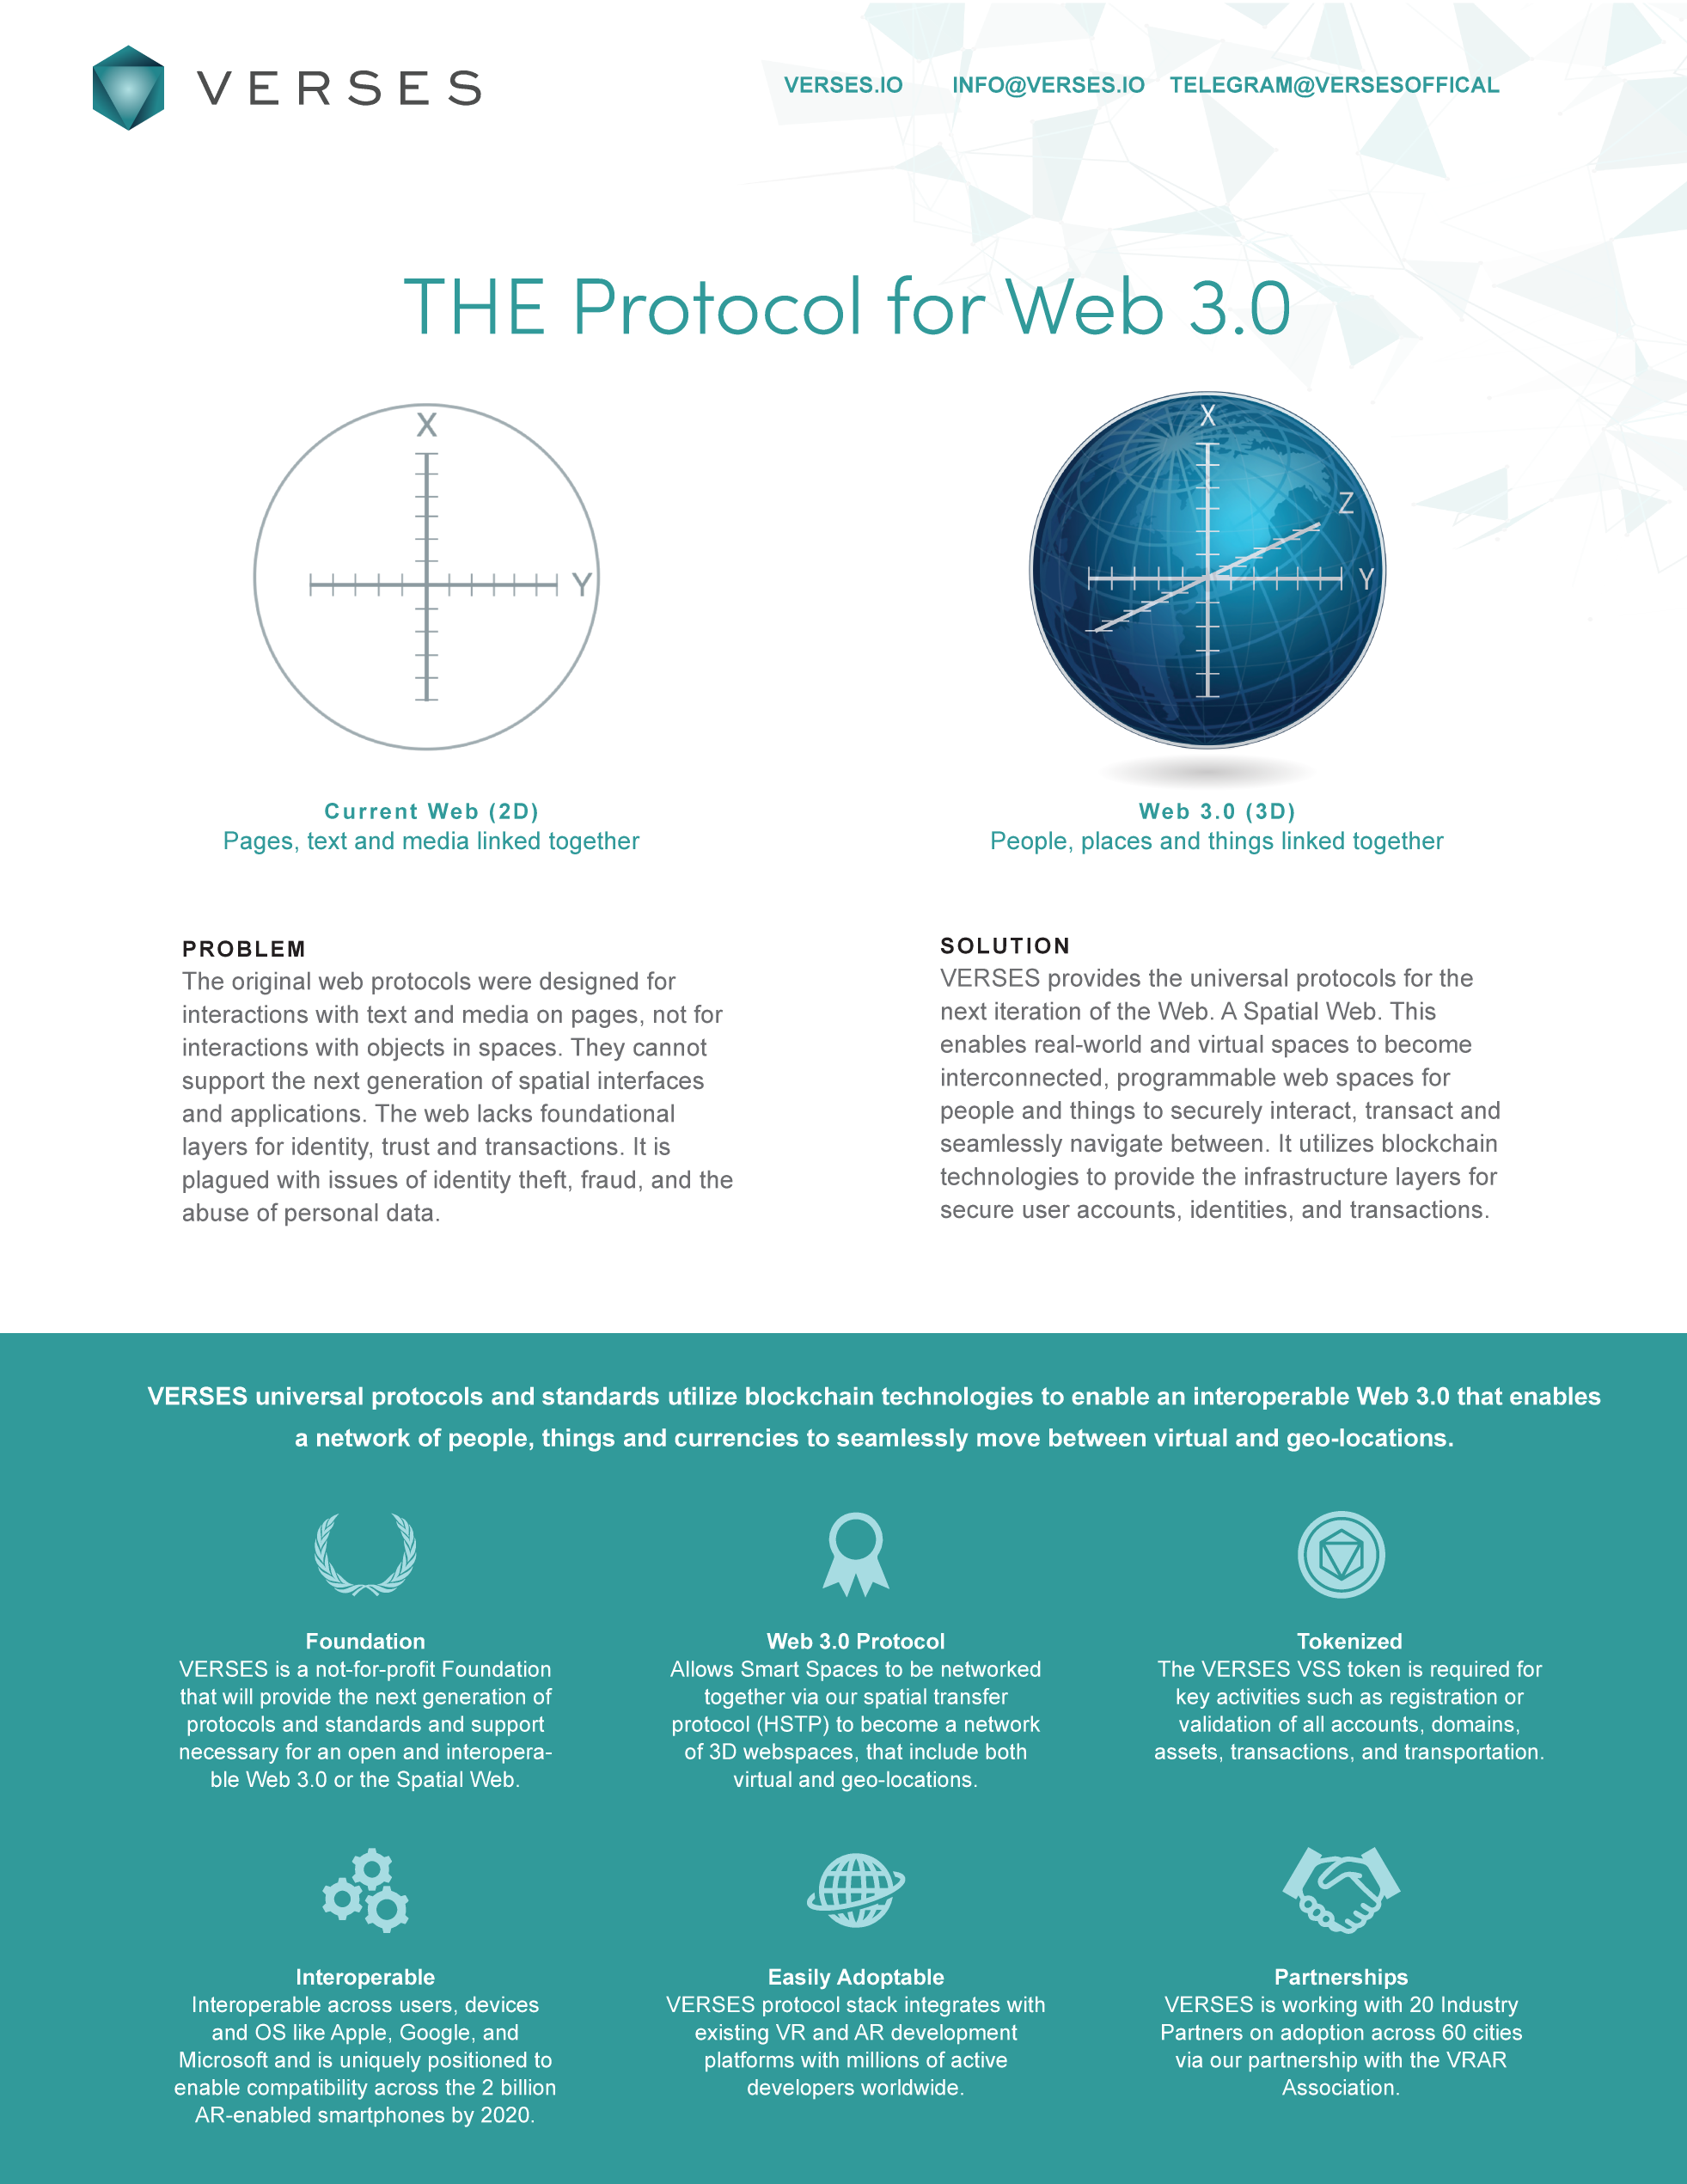 VERSES
VERSES.IO INFO@VERSES.IO TELEGRAM@VERSESOFFICAL
THE Protocol for Web 3.0
X
Y
X
Z
Y
Current Web (2D)
Pages, text and media linked together
Web 3.0 (3D)
People, places and things linked together
PROBLEM
The original web protocols were designed for
interactions with text and media on pages, not for
interactions with objects in spaces. They cannot
support the next generation of spatial interfaces
and applications. The web lacks foundational
layers for identity, trust and transactions. It is
plagued with issues of identity theft, fraud, and the
abuse of personal data.
SOLUTION
VERSES provides the universal protocols for the
next iteration of the Web. A Spatial Web. This
enables real-world and virtual spaces to become
interconnected, programmable web spaces for
people and things to securely interact, transact and
seamlessly navigate between. It utilizes blockchain
technologies to provide the infrastructure layers for
secure user accounts, identities, and transactions.
VERSES universal protocols and standards utilize blockchain technologies to enable an interoperable Web 3.0 that enables
a network of people, things and currencies to seamlessly move between virtual and geo-locations.
Foundation
VERSES is a not-for-profit Foundation
that will provide the next generation of
protocols and standards and support
necessary for an open and interopera-
ble Web 3.0 or the Spatial Web.
Web 3.0 Protocol
Allows Smart Spaces to be networked
together via our spatial transfer
protocol (HSTP) to become a network
of 3D webspaces, that include both
virtual and geo-locations.
Tokenized
The VERSES VSS token is required for
key activities such as registration or
validation of all accounts, domains,
assets, transactions, and transportation.
Interoperable
Interoperable across users, devices
and OS like Apple, Google, and
Microsoft and is uniquely positioned to
enable compatibility across the 2 billion
AR-enabled smartphones by 2020.
Easily Adoptable
VERSES protocol stack integrates with
existing VR and AR development
platforms with millions of active
developers worldwide.
Partnerships
VERSES is working with 20 Industry
Partners on adoption across 60 cities
via our partnership with the VRAR
Association.